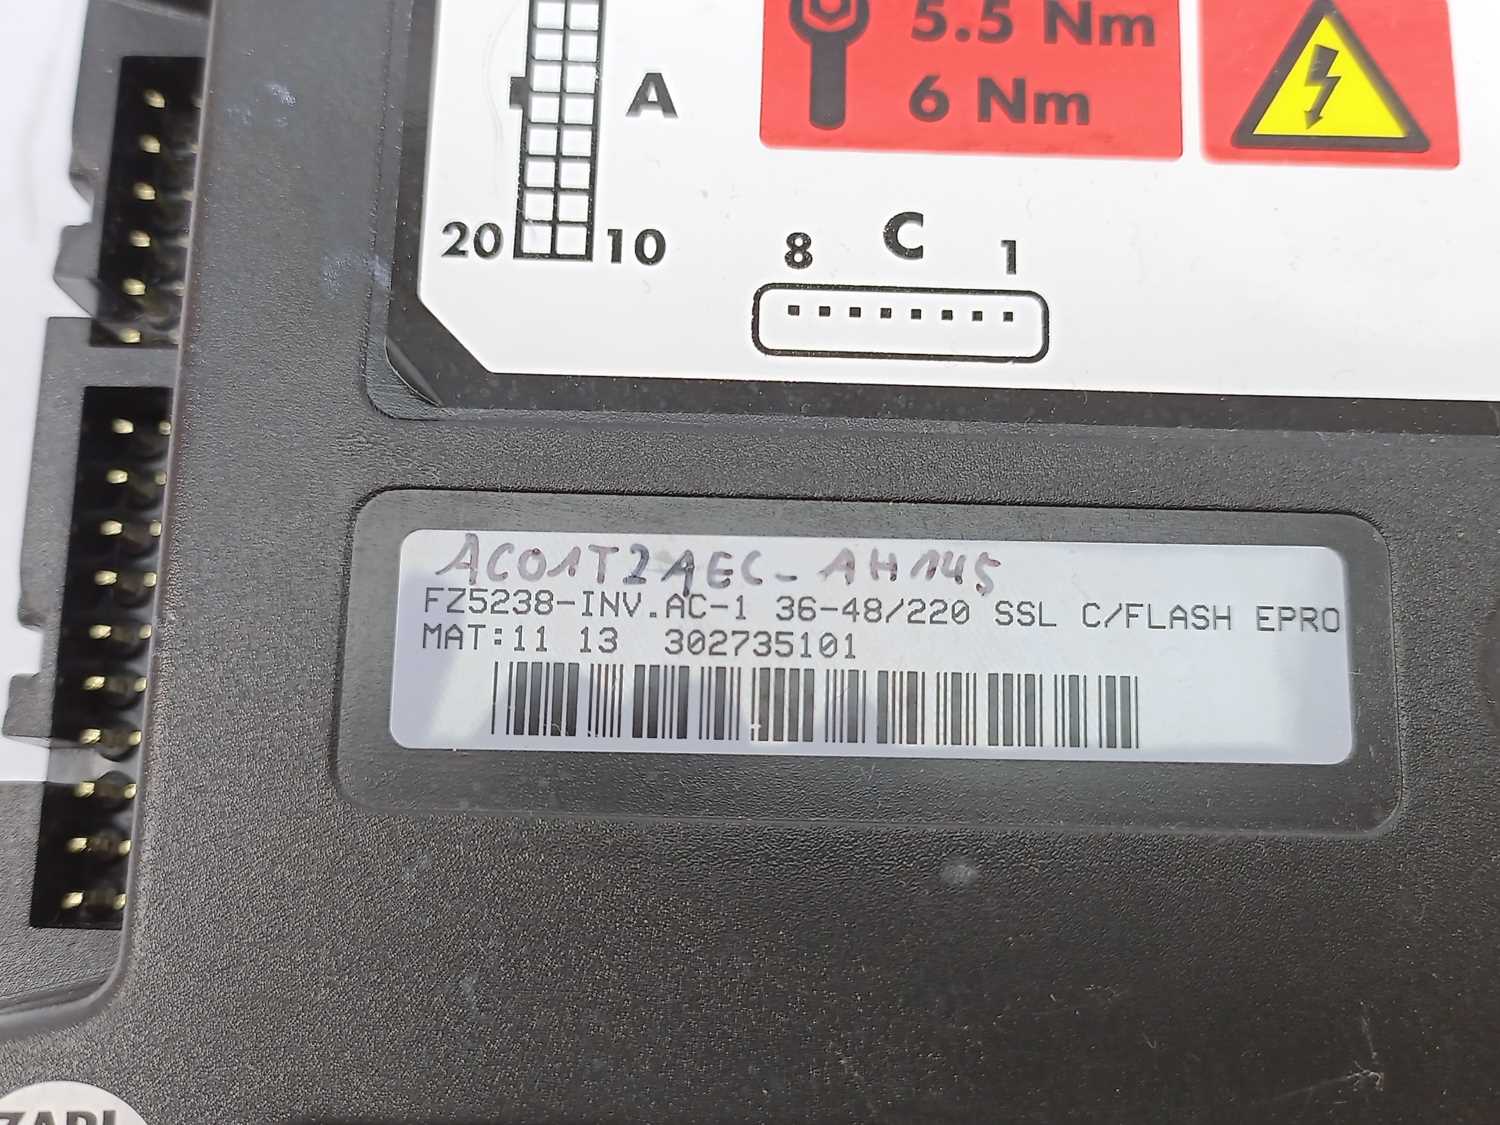 5.5 Nm
6 Nm
A
20 10
C
8 1
AC01T2AEC-AH145
FZ5238-INV.AC-1 36-48/220 SSL C/FLASH EPRO
MAT:11 13 302735101
ZAPI